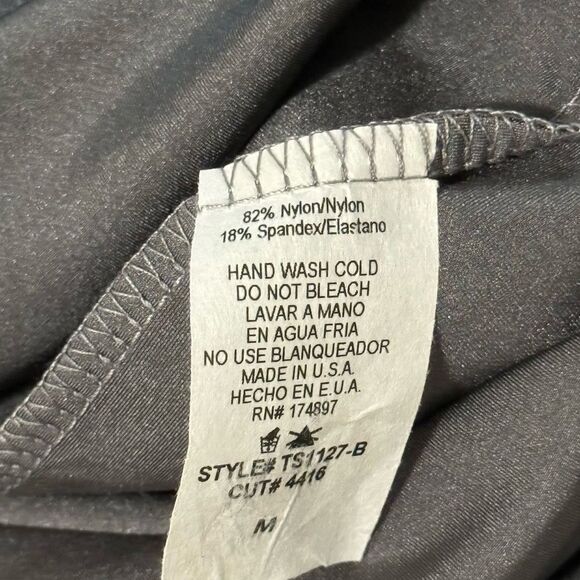 82% Nylon/Nylon
18% Spandex/Elastano
HAND WASH COLD
DO NOT BLEACH
LAVAR A MANO
EN AGUA FRIA
NO USE BLANQUEADOR
MADE IN U.S.A.
HECHO EN E.U.A.
RN# 174897
STYLE# TS1127-B
CUT# 4416
M